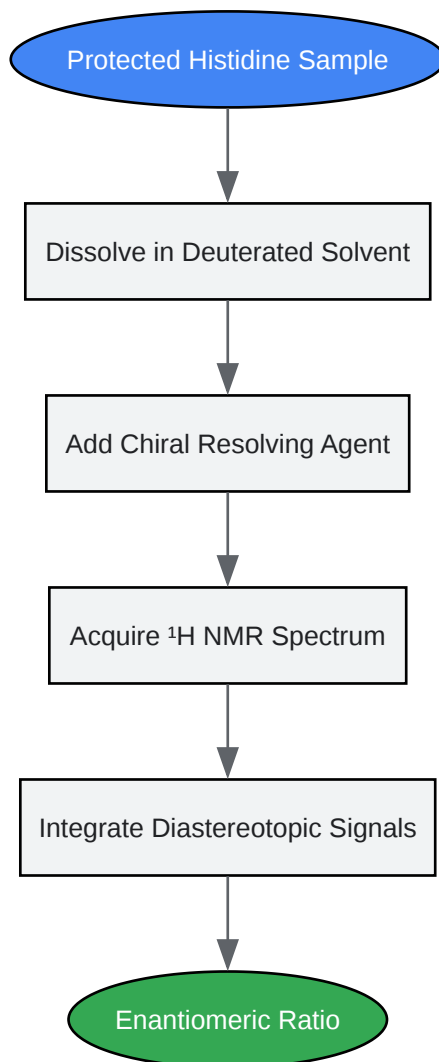 Protected Histidine Sample
Dissolve in Deuterated Solvent
Add Chiral Resolving Agent
Acquire ¹H NMR Spectrum
Integrate Diastereotopic Signals
Enantiomeric Ratio